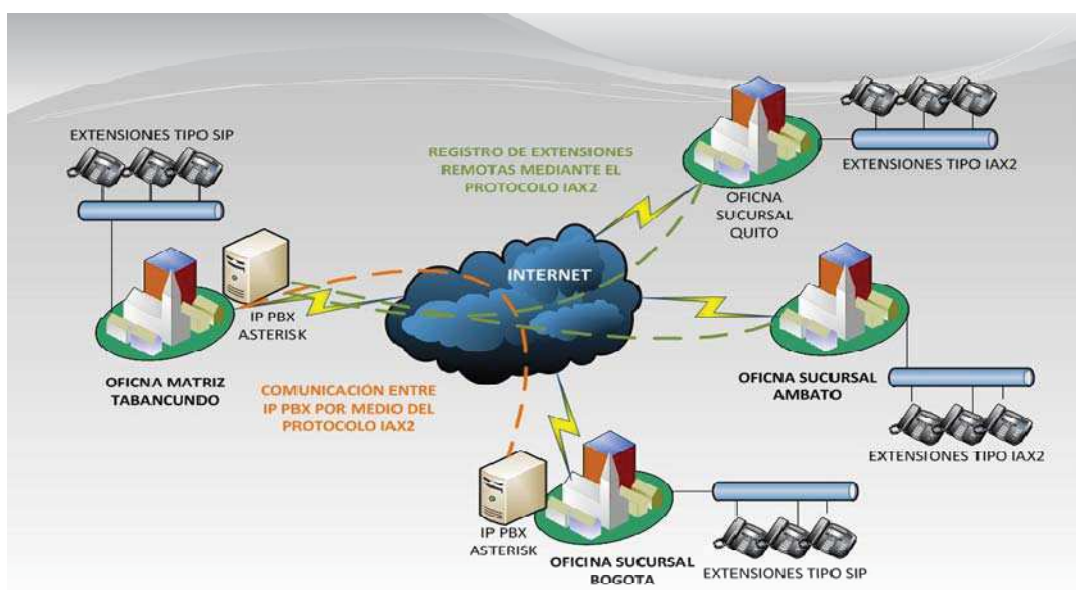 EXTENSIONES TIPO SIP
REGISTRO DE EXTENSIONES
REMOTAS MEDIANTE EL
PROTOCOLO IAX2
EXTENSIONES TIPO IAX2
OFICNA
SUCURSAL
QUITO
INTERNET
IP PBX
ASTERISK
OFICNA MATRIZ
TABANCUNDO
COMUNICACIÓN ENTRE
IP PBX POR MEDIO DEL
PROTOCOLO IAX2
OFICNA SUCURSAL
AMBATO
EXTENSIONES TIPO IAX2
IP PBX
ASTERISK
OFICINA SUCURSAL
BOGOTA
EXTENSIONES TIPO SIP